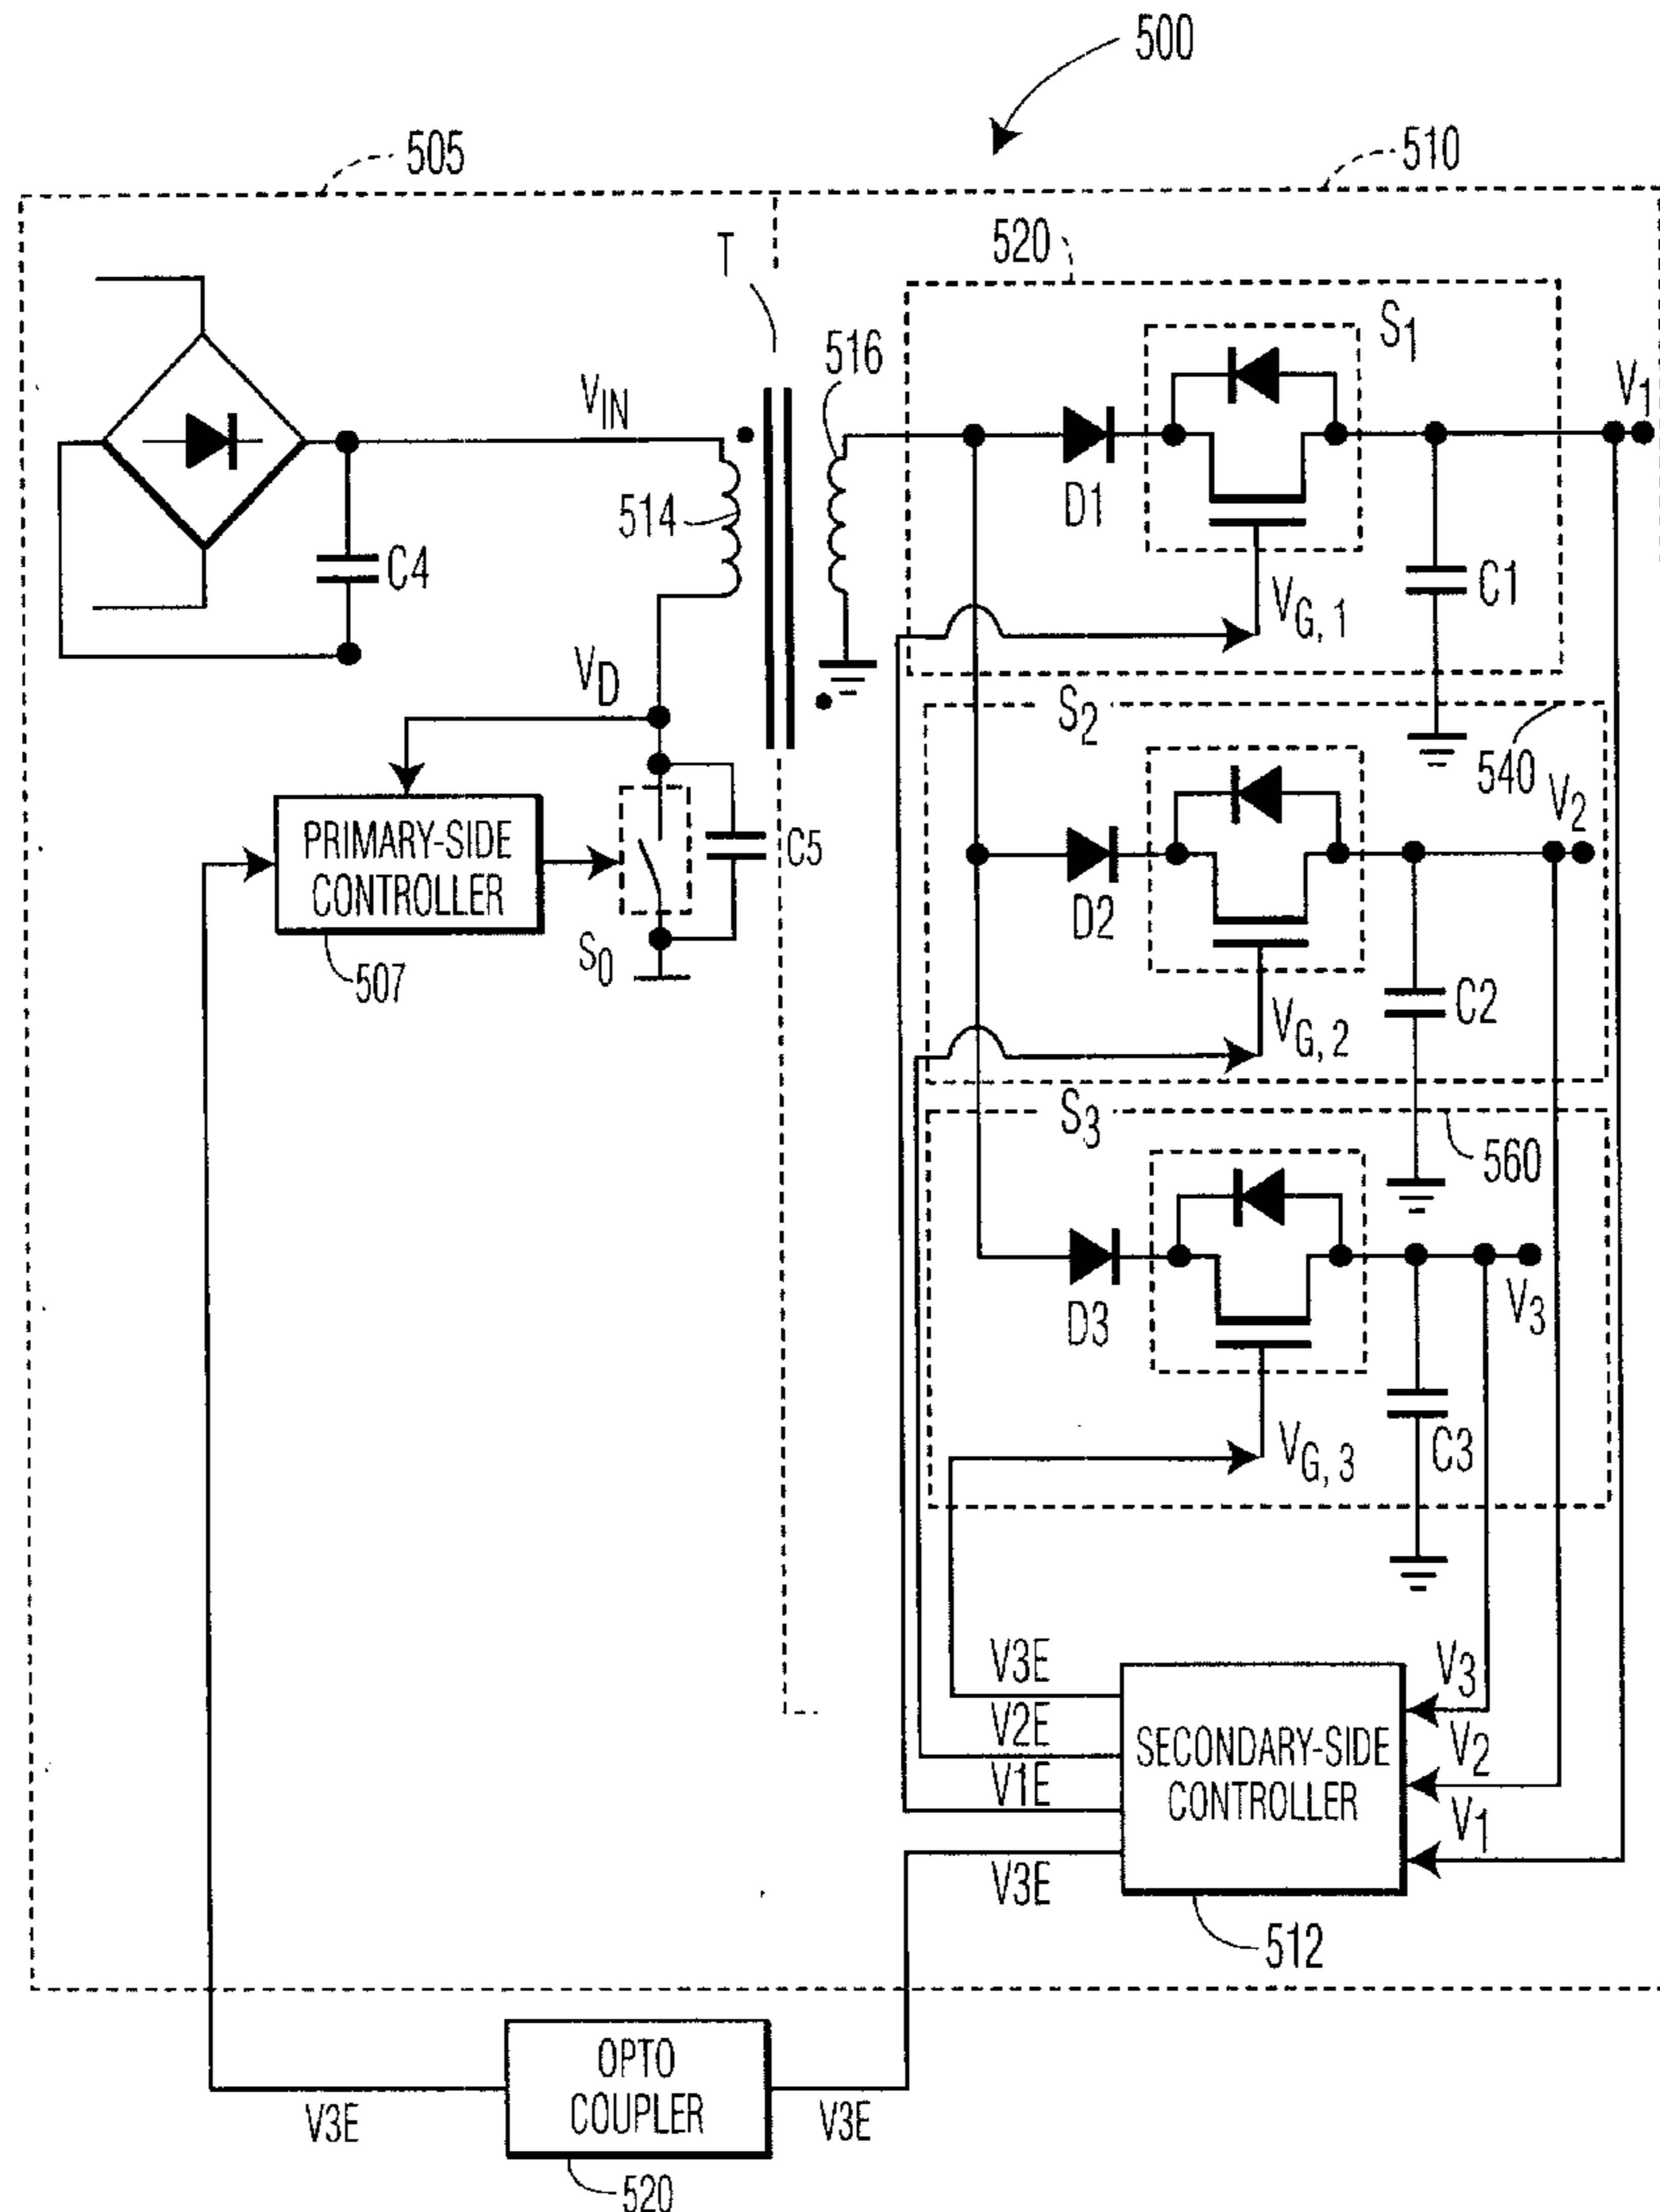 500
505
510
T
520
S1
516
V1
VIN
514
D1
C4
C1
VG, 1
VD
S2
540
V2
PRIMARY-SIDE
CONTROLLER
C5
D2
S0
507
C2
VG, 2
S3
560
D3
V3
VG, 3
C3
V3E
V3
V2E
SECONDARY-SIDE
CONTROLLER
V2
V1E
V1
V3E
512
OPTO
COUPLER
V3E
V3E
520